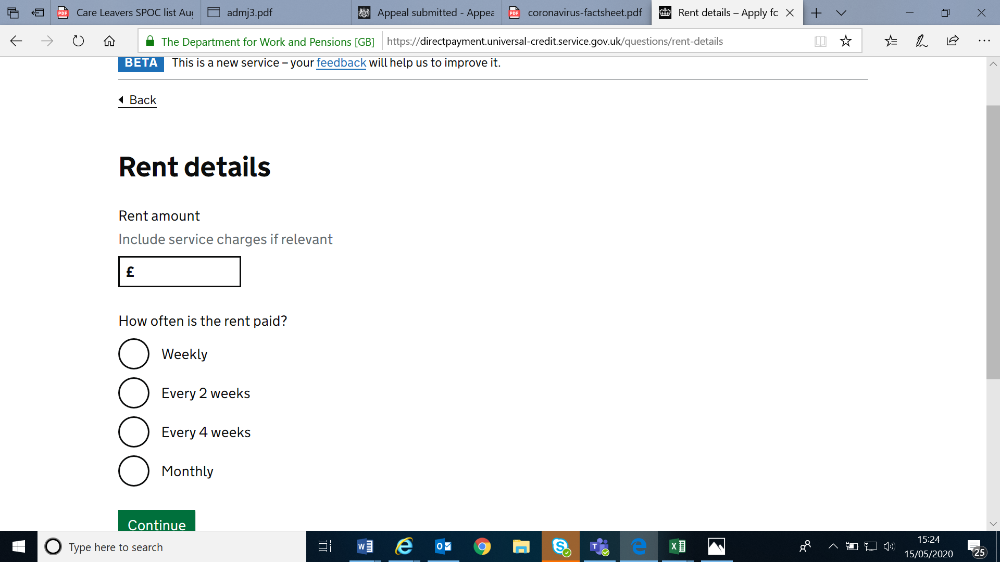 Care Leavers SPOC list Aug
admj3.pdf
Appeal submitted - Appea
coronavirus-factsheet.pdf
Rent details – Apply fo
The Department for Work and Pensions [GB]
https://directpayment.universal-credit.service.gov.uk/questions/rent-details
BETA This is a new service – your feedback will help us to improve it.
Back
Rent details
Rent amount
Include service charges if relevant
£
How often is the rent paid?
Weekly
Every 2 weeks
Every 4 weeks
Monthly
Continue
Type here to search
15:24
15/05/2020
25